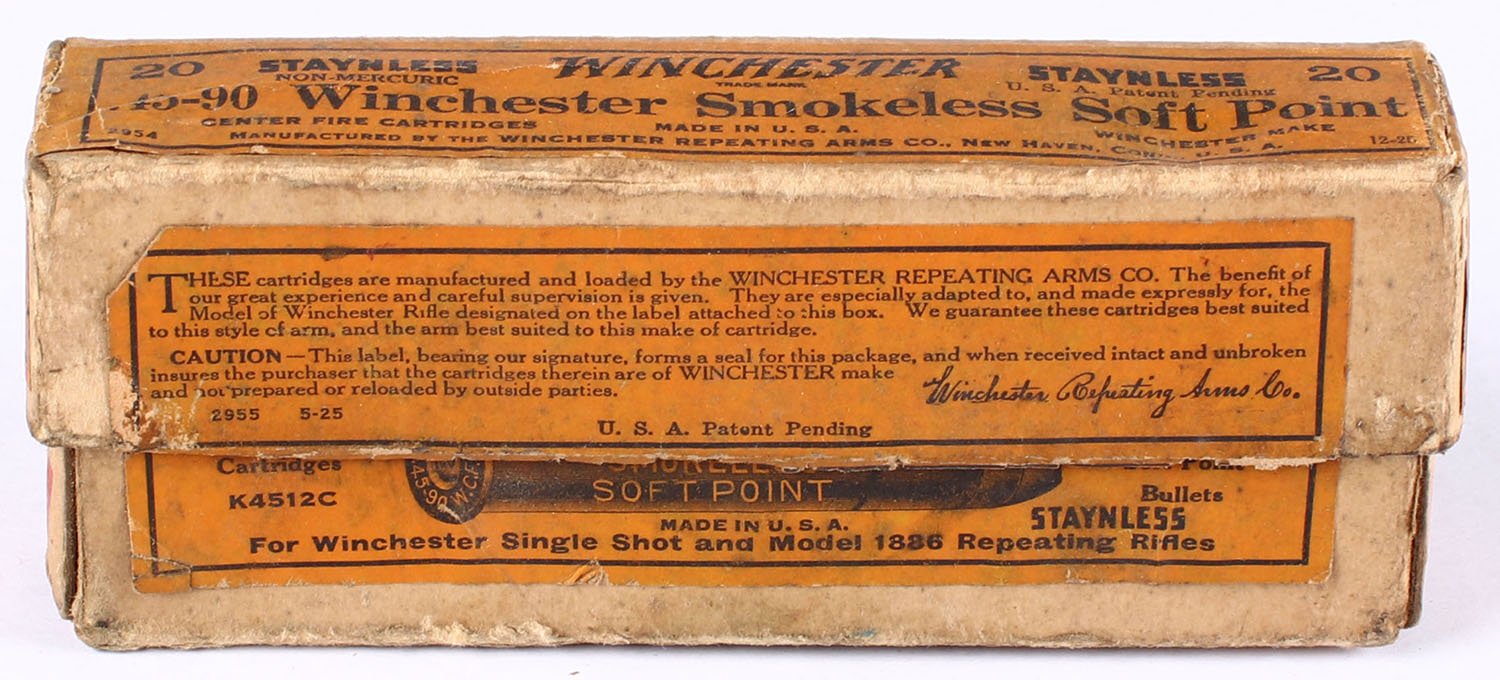 20 STAYNLESS WINCHESTER STAYNLESS 20
NON-MERCURIC TRADE MARK U. S. A. Patent Pending
.45-90 Winchester Smokeless Soft Point
CENTER FIRE CARTRIDGES MADE IN U. S. A. WINCHESTER MAKE
2954 MANUFACTURED BY THE WINCHESTER REPEATING ARMS CO., NEW HAVEN, CONN. U. S. A.
THESE cartridges are manufactured and loaded by the WINCHESTER REPEATING ARMS CO. The benefit of
our great experience and careful supervision is given. They are especially adapted to, and made expressly for, the
Model of Winchester Rifle designated on the label attached to this box. We guarantee these cartridges best suited
to this style of arm, and the arm best suited to this make of cartridge.
CAUTION—This label, bearing our signature, forms a seal for this package, and when received intact and unbroken
insures the purchaser that the cartridges therein are of WINCHESTER make
and not prepared or reloaded by outside parties. Winchester Repeating Arms Co.
2955 5-25
U. S. A. Patent Pending
Cartridges SMOKELESS Point
K4512C 45-90 W.C.F. SOFT POINT Bullets
MADE IN U. S. A. STAYNLESS
For Winchester Single Shot and Model 1886 Repeating Rifles